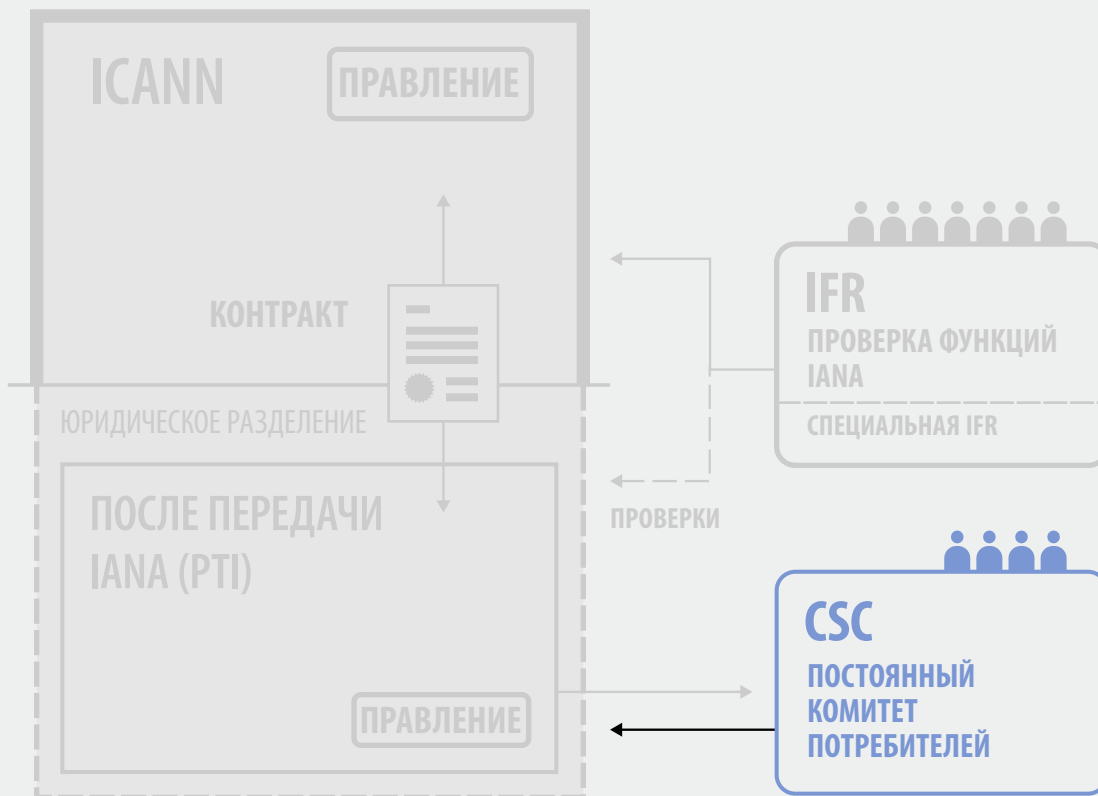 ICANN
ПРАВЛЕНИЕ
КОНТРАКТ
ЮРИДИЧЕСКОЕ РАЗДЕЛЕНИЕ
ПОСЛЕ ПЕРЕДАЧИ
IANA (PTI)
ПРАВЛЕНИЕ
IFR
ПРОВЕРКА ФУНКЦИЙ
IANA
СПЕЦИАЛЬНАЯ IFR
ПРОВЕРКИ
CSC
ПОСТОЯННЫЙ
КОМИТЕТ
ПОТРЕБИТЕЛЕЙ